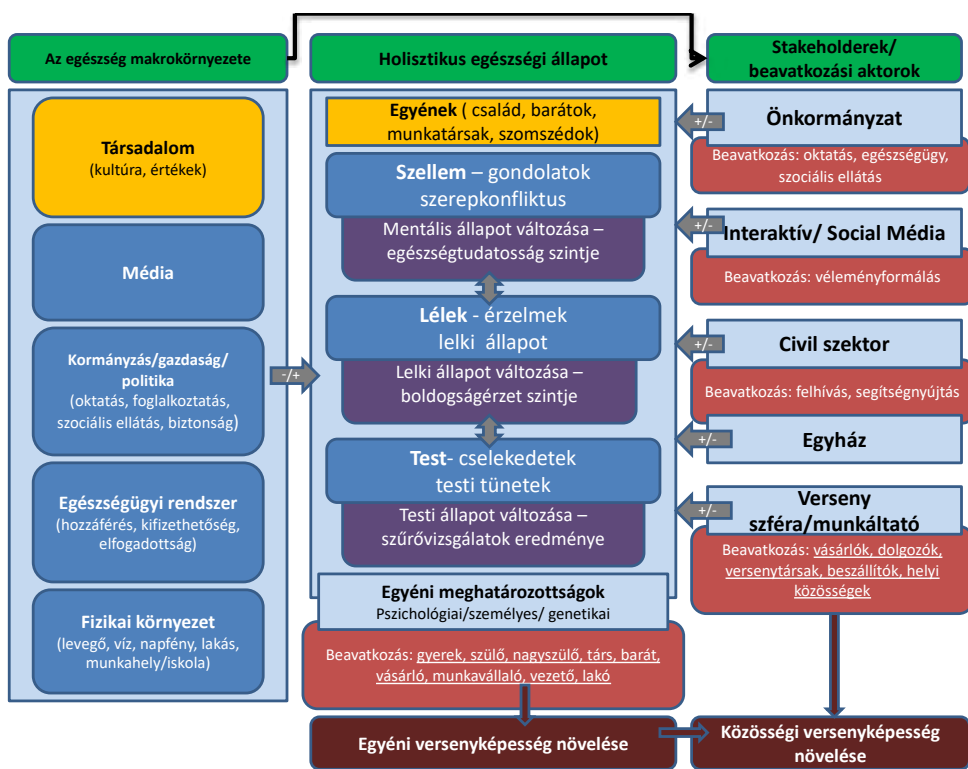 Az egészség makrokörnyezete
Társadalom
(kultúra, értékek)
Média
Kormányzás/gazdaság/
politika
(oktatás, foglalkoztatás,
szociális ellátás, biztonság)
Egészségügyi rendszer
(hozzáférés, kifizethetőség,
elfogadottság)
Fizikai környezet
(levegő, víz, napfény, lakás,
munkahely/iskola)
-/+
Holisztikus egészségi állapot
Egyének ( család, barátok,
munkatársak, szomszédok)
Szellem – gondolatok
szerepkonfliktus
Mentális állapot változása –
egészségtudatosság szintje
Lélek - érzelmek
lelki állapot
Lelki állapot változása –
boldogságérzet szintje
Test- cselekedetek
testi tünetek
Testi állapot változása –
szűrővizsgálatok eredménye
Egyéni meghatározottságok
Pszichológiai/személyes/ genetikai
Beavatkozás: gyerek, szülő, nagyszülő, társ, barát,
vásárló, munkavállaló, vezető, lakó
Egyéni versenyképesség növelése
Stakeholderek/
beavatkozási aktorok
+/-
Önkormányzat
Beavatkozás: oktatás, egészségügy,
szociális ellátás
+/-
Interaktív/ Social Média
Beavatkozás: véleményformálás
+/-
Civil szektor
Beavatkozás: felhívás, segítségnyújtás
+/-
Egyház
+/-
Verseny
szféra/munkáltató
Beavatkozás: vásárlók, dolgozók,
versenytársak, beszállítók, helyi
közösségek
Közösségi versenyképesség
növelése